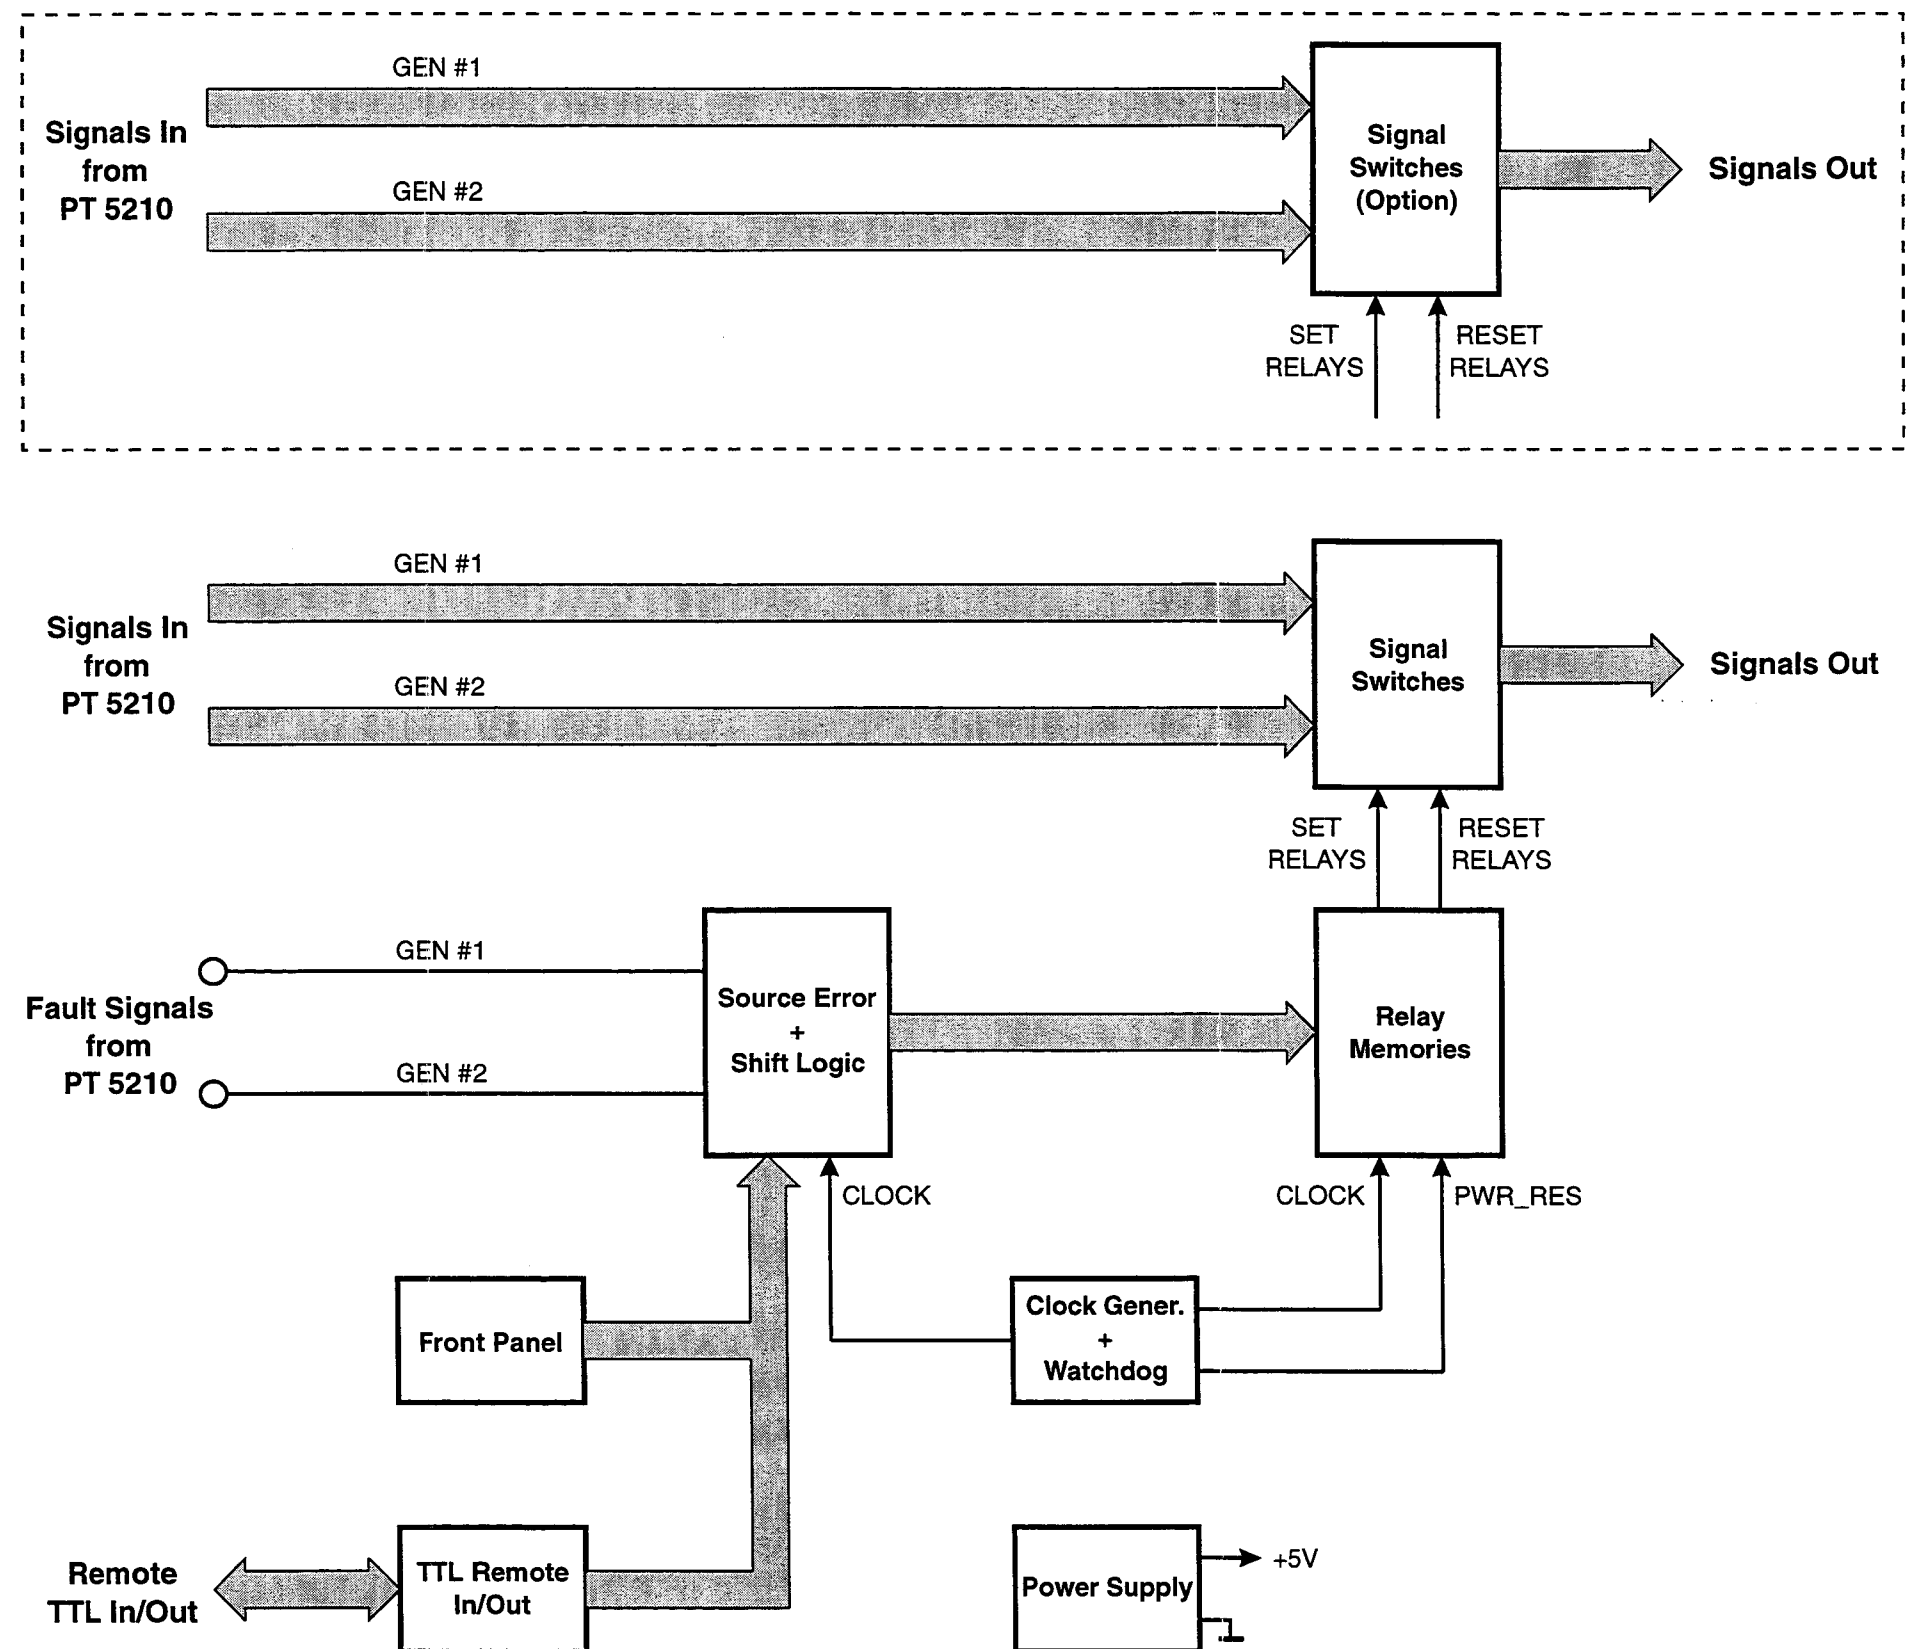 GEN #1
Signals In
from
PT 5210
GEN #2
Signal
Switches
(Option)
Signals Out
SET
RELAYS
RESET
RELAYS
GEN #1
Signals In
from
PT 5210
GEN #2
Signal
Switches
Signals Out
SET
RELAYS
RESET
RELAYS
GEN #1
Fault Signals
from
PT 5210
GEN #2
Source Error
+
Shift Logic
Relay
Memories
CLOCK
CLOCK
PWR_RES
Front Panel
Clock Gener.
+
Watchdog
Remote
TTL In/Out
TTL Remote
In/Out
Power Supply
+5V